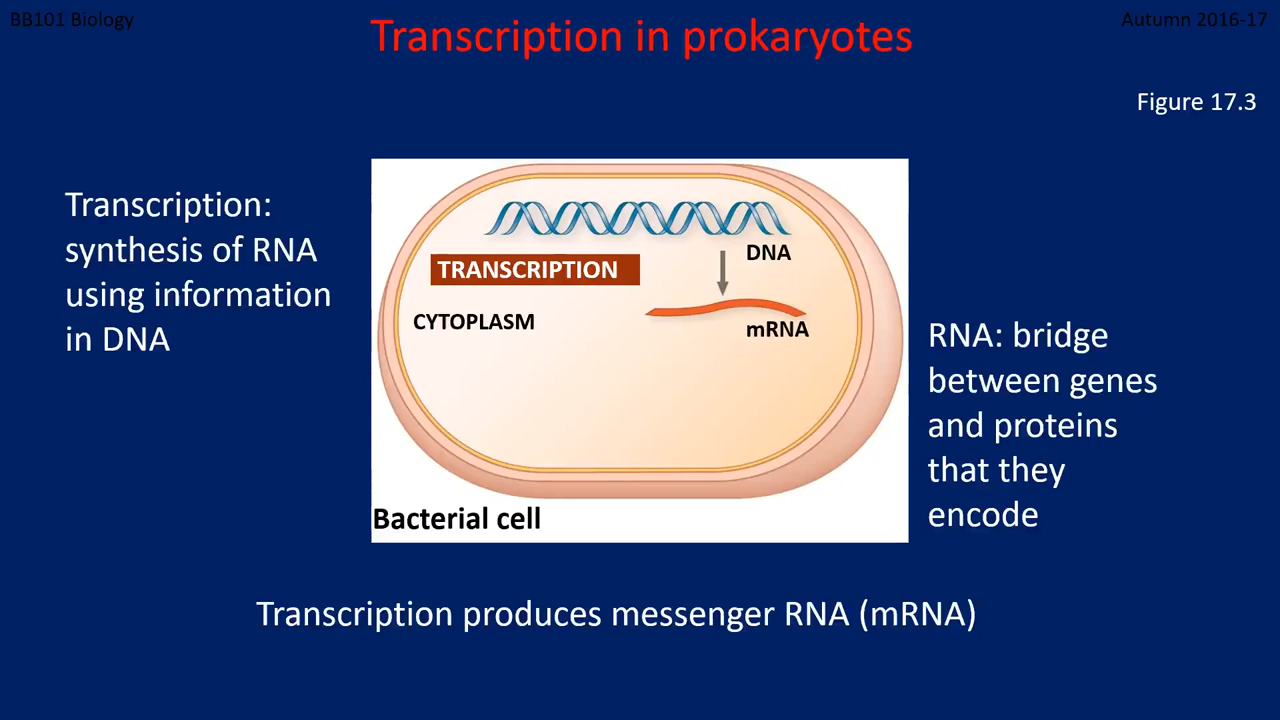 BB101 Biology
Autumn 2016-17
Transcription in prokaryotes
Figure 17.3
Transcription:
synthesis of RNA
using information
in DNA
DNA
TRANSCRIPTION
CYTOPLASM
mRNA
Bacterial cell
RNA: bridge
between genes
and proteins
that they
encode
Transcription produces messenger RNA (mRNA)